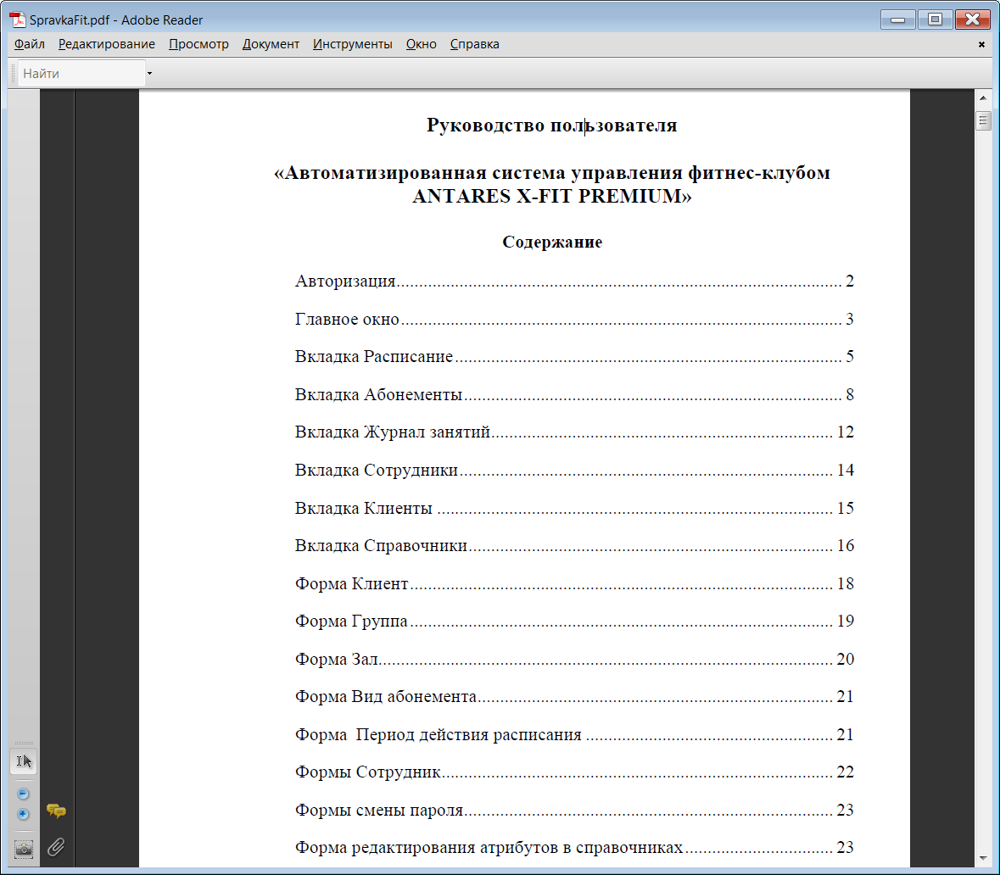 SpravkaFit.pdf - Adobe Reader
Файл Редактирование Просмотр Документ Инструменты Окно Справка
Найти
Руководство пользователя
«Автоматизированная система управления фитнес-клубом
ANTARES X-FIT PREMIUM»
Содержание
Авторизация.................................................................................................... 2
Главное окно................................................................................................... 3
Вкладка Расписание...................................................................................... 5
Вкладка Абонементы.................................................................................... 8
Вкладка Журнал занятий............................................................................ 12
Вкладка Сотрудники................................................................................... 14
Вкладка Клиенты ........................................................................................ 15
Вкладка Справочники................................................................................. 16
Форма Клиент.............................................................................................. 18
Форма Группа.............................................................................................. 19
Форма Зал..................................................................................................... 20
Форма Вид абонемента............................................................................... 21
Форма  Период действия расписания ....................................................... 21
Формы Сотрудник....................................................................................... 22
Формы смены пароля.................................................................................. 23
Форма редактирования атрибутов в справочниках ................................. 23